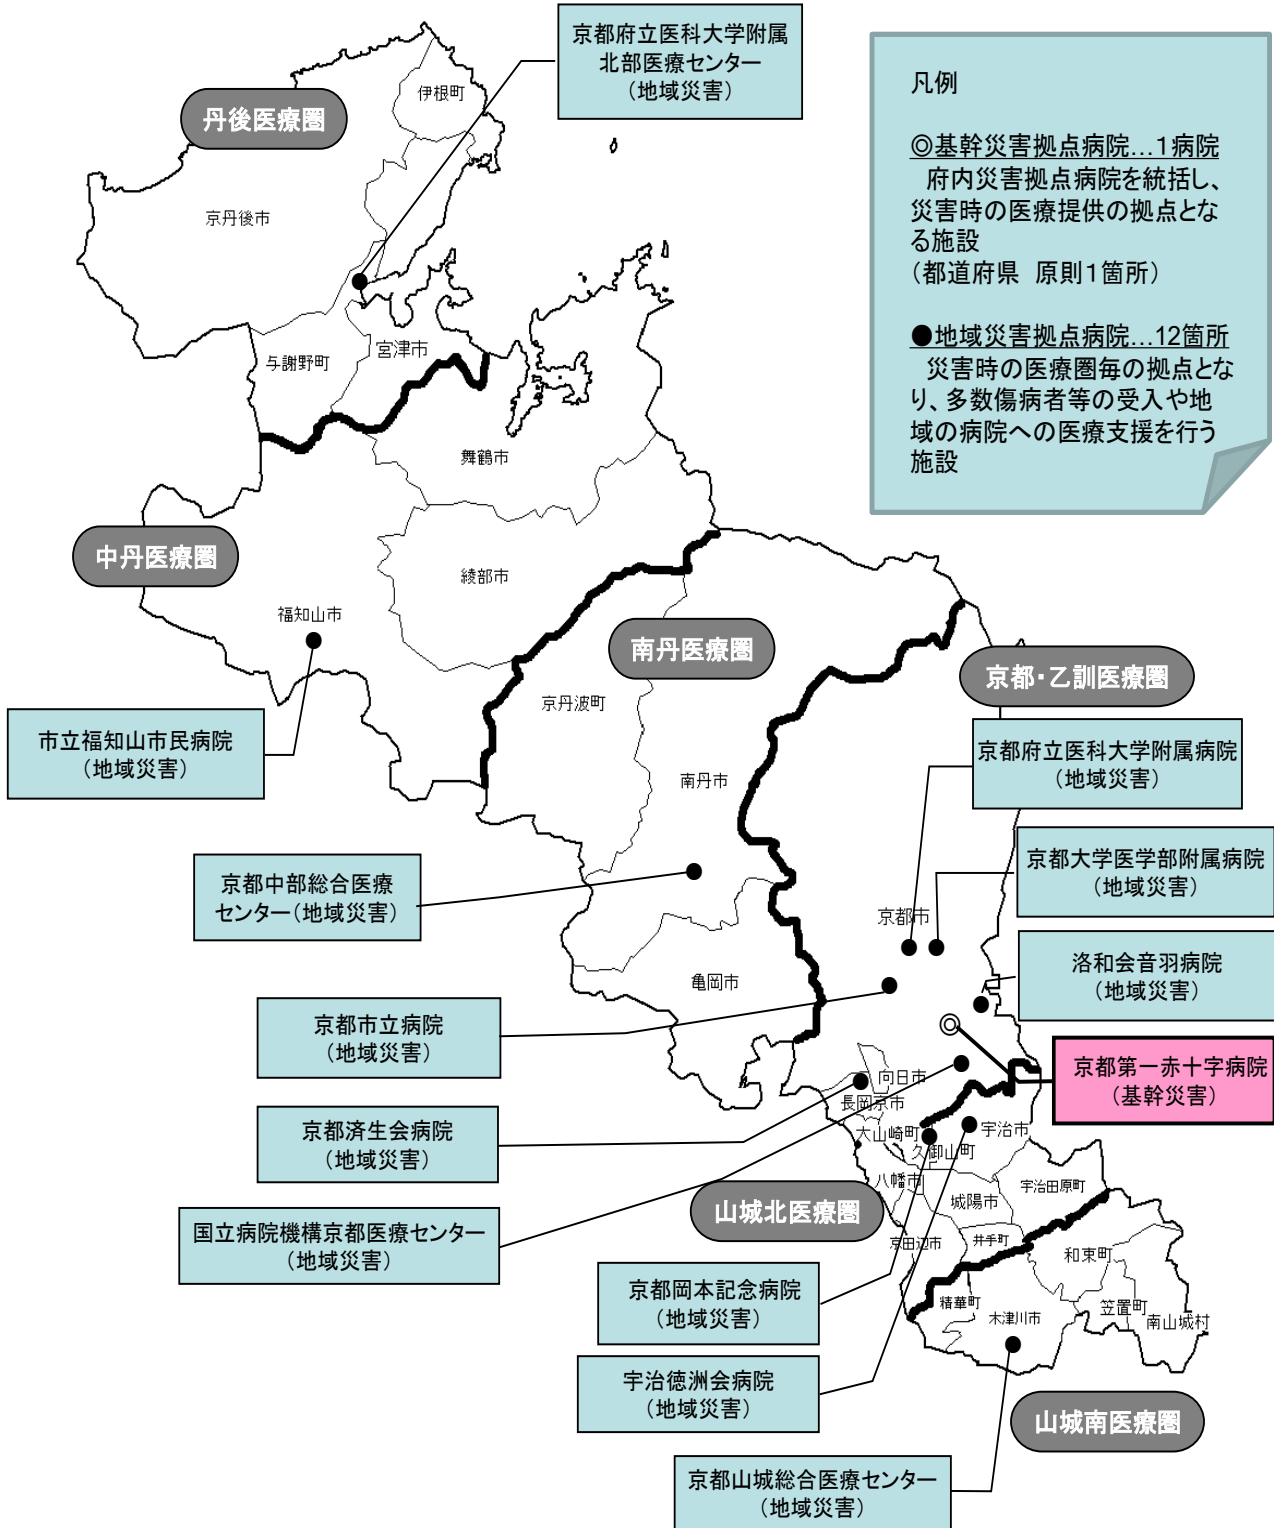 京都府立医科大学附属
北部医療センター
（地域災害）
凡例
◎基幹災害拠点病院…１病院
府内災害拠点病院を統括し、
災害時の医療提供の拠点とな
る施設
（都道府県　原則１箇所）
●地域災害拠点病院…12箇所
災害時の医療圏毎の拠点とな
り、多数傷病者等の受入や地
域の病院への医療支援を行う
施設
丹後医療圏
伊根町
京丹後市
与謝野町
宮津市
舞鶴市
中丹医療圏
綾部市
福知山市
南丹医療圏
京都・乙訓医療圏
京丹波町
市立福知山市民病院
（地域災害）
京都府立医科大学附属病院
（地域災害）
南丹市
京都大学医学部附属病院
（地域災害）
京都中部総合医療
センター（地域災害）
京都市
洛和会音羽病院
（地域災害）
亀岡市
京都市立病院
（地域災害）
京都第一赤十字病院
（基幹災害）
向日市
長岡京市
京都済生会病院
（地域災害）
大山崎町
久御山町
宇治市
八幡市
城陽市
宇治田原町
山城北医療圏
国立病院機構京都医療センター
（地域災害）
京田辺市
井手町
和束町
京都岡本記念病院
（地域災害）
精華町
木津川市
笠置町
南山城村
宇治徳洲会病院
（地域災害）
山城南医療圏
京都山城総合医療センター
（地域災害）